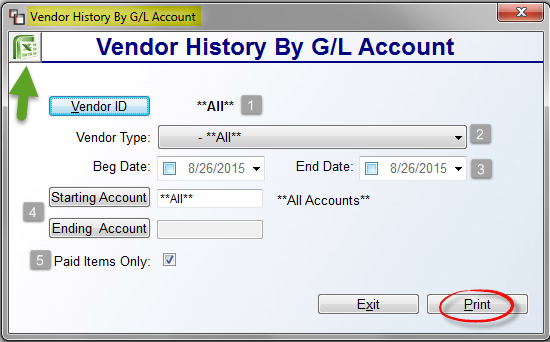 Vendor History By G/L Account
Vendor History By G/L Account
Vendor ID **All** 1
Vendor Type: - **All** 2
Beg Date: 8/26/2015 End Date: 8/26/2015 3
Starting Account **All** **All Accounts**
4
Ending Account
5 Paid Items Only:
Exit Print